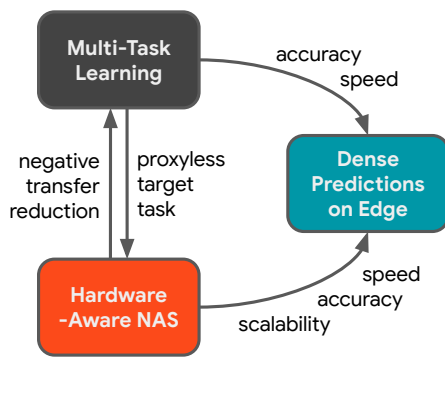 Multi-Task
Learning
accuracy
speed
negative
transfer
reduction
proxyless
target
task
Dense
Predictions
on Edge
Hardware
-Aware NAS
speed
accuracy
scalability